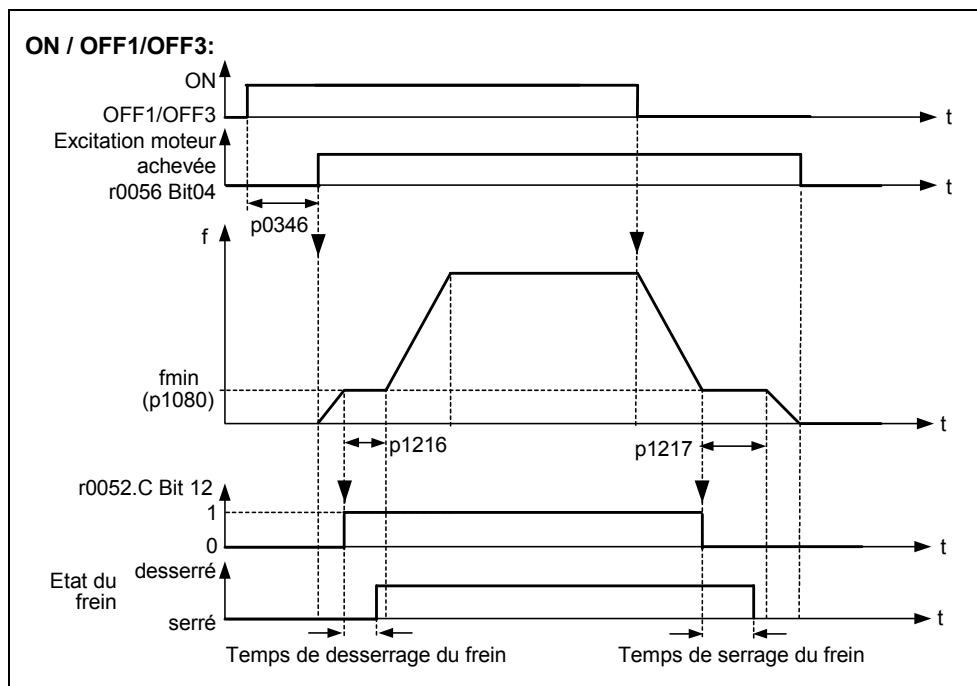 ON / OFF1/OFF3:
ON
OFF1/OFF3
t
Excitation moteur
achevée
r0056 Bit04
t
p0346
f
fmin
(p1080)
t
p1216
p1217
r0052.C Bit 12
1
0
t
Etat du
frein
desserré
serré
t
Temps de desserrage du frein
Temps de serrage du frein